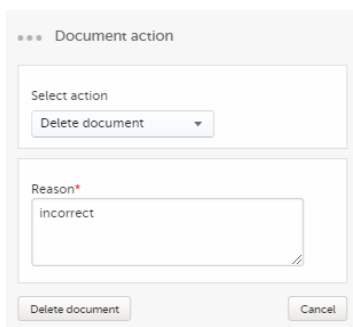 Document action
Select action
Delete document
Reason*
incorrect
Delete document Cancel